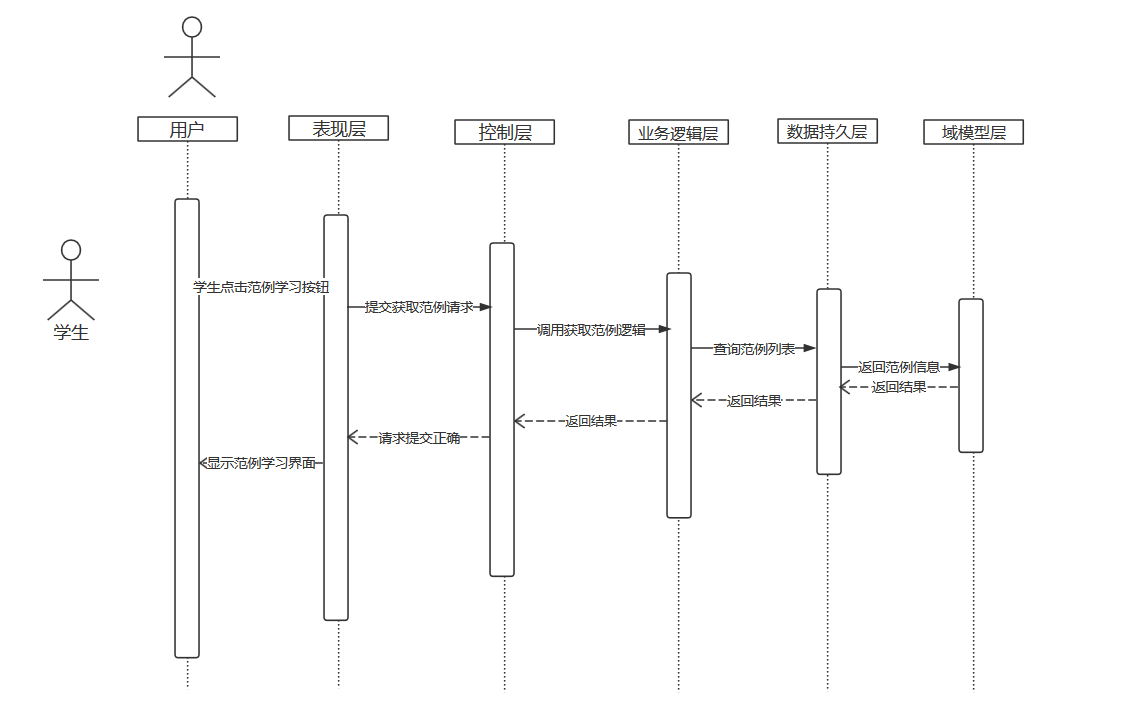 用户
表现层
控制层
业务逻辑层
数据持久层
域模型层
学生
学生点击范例学习按钮
提交获取范例请求
调用获取范例逻辑
查询范例列表
返回范例信息
返回结果
返回结果
返回结果
请求提交正确
显示范例学习界面